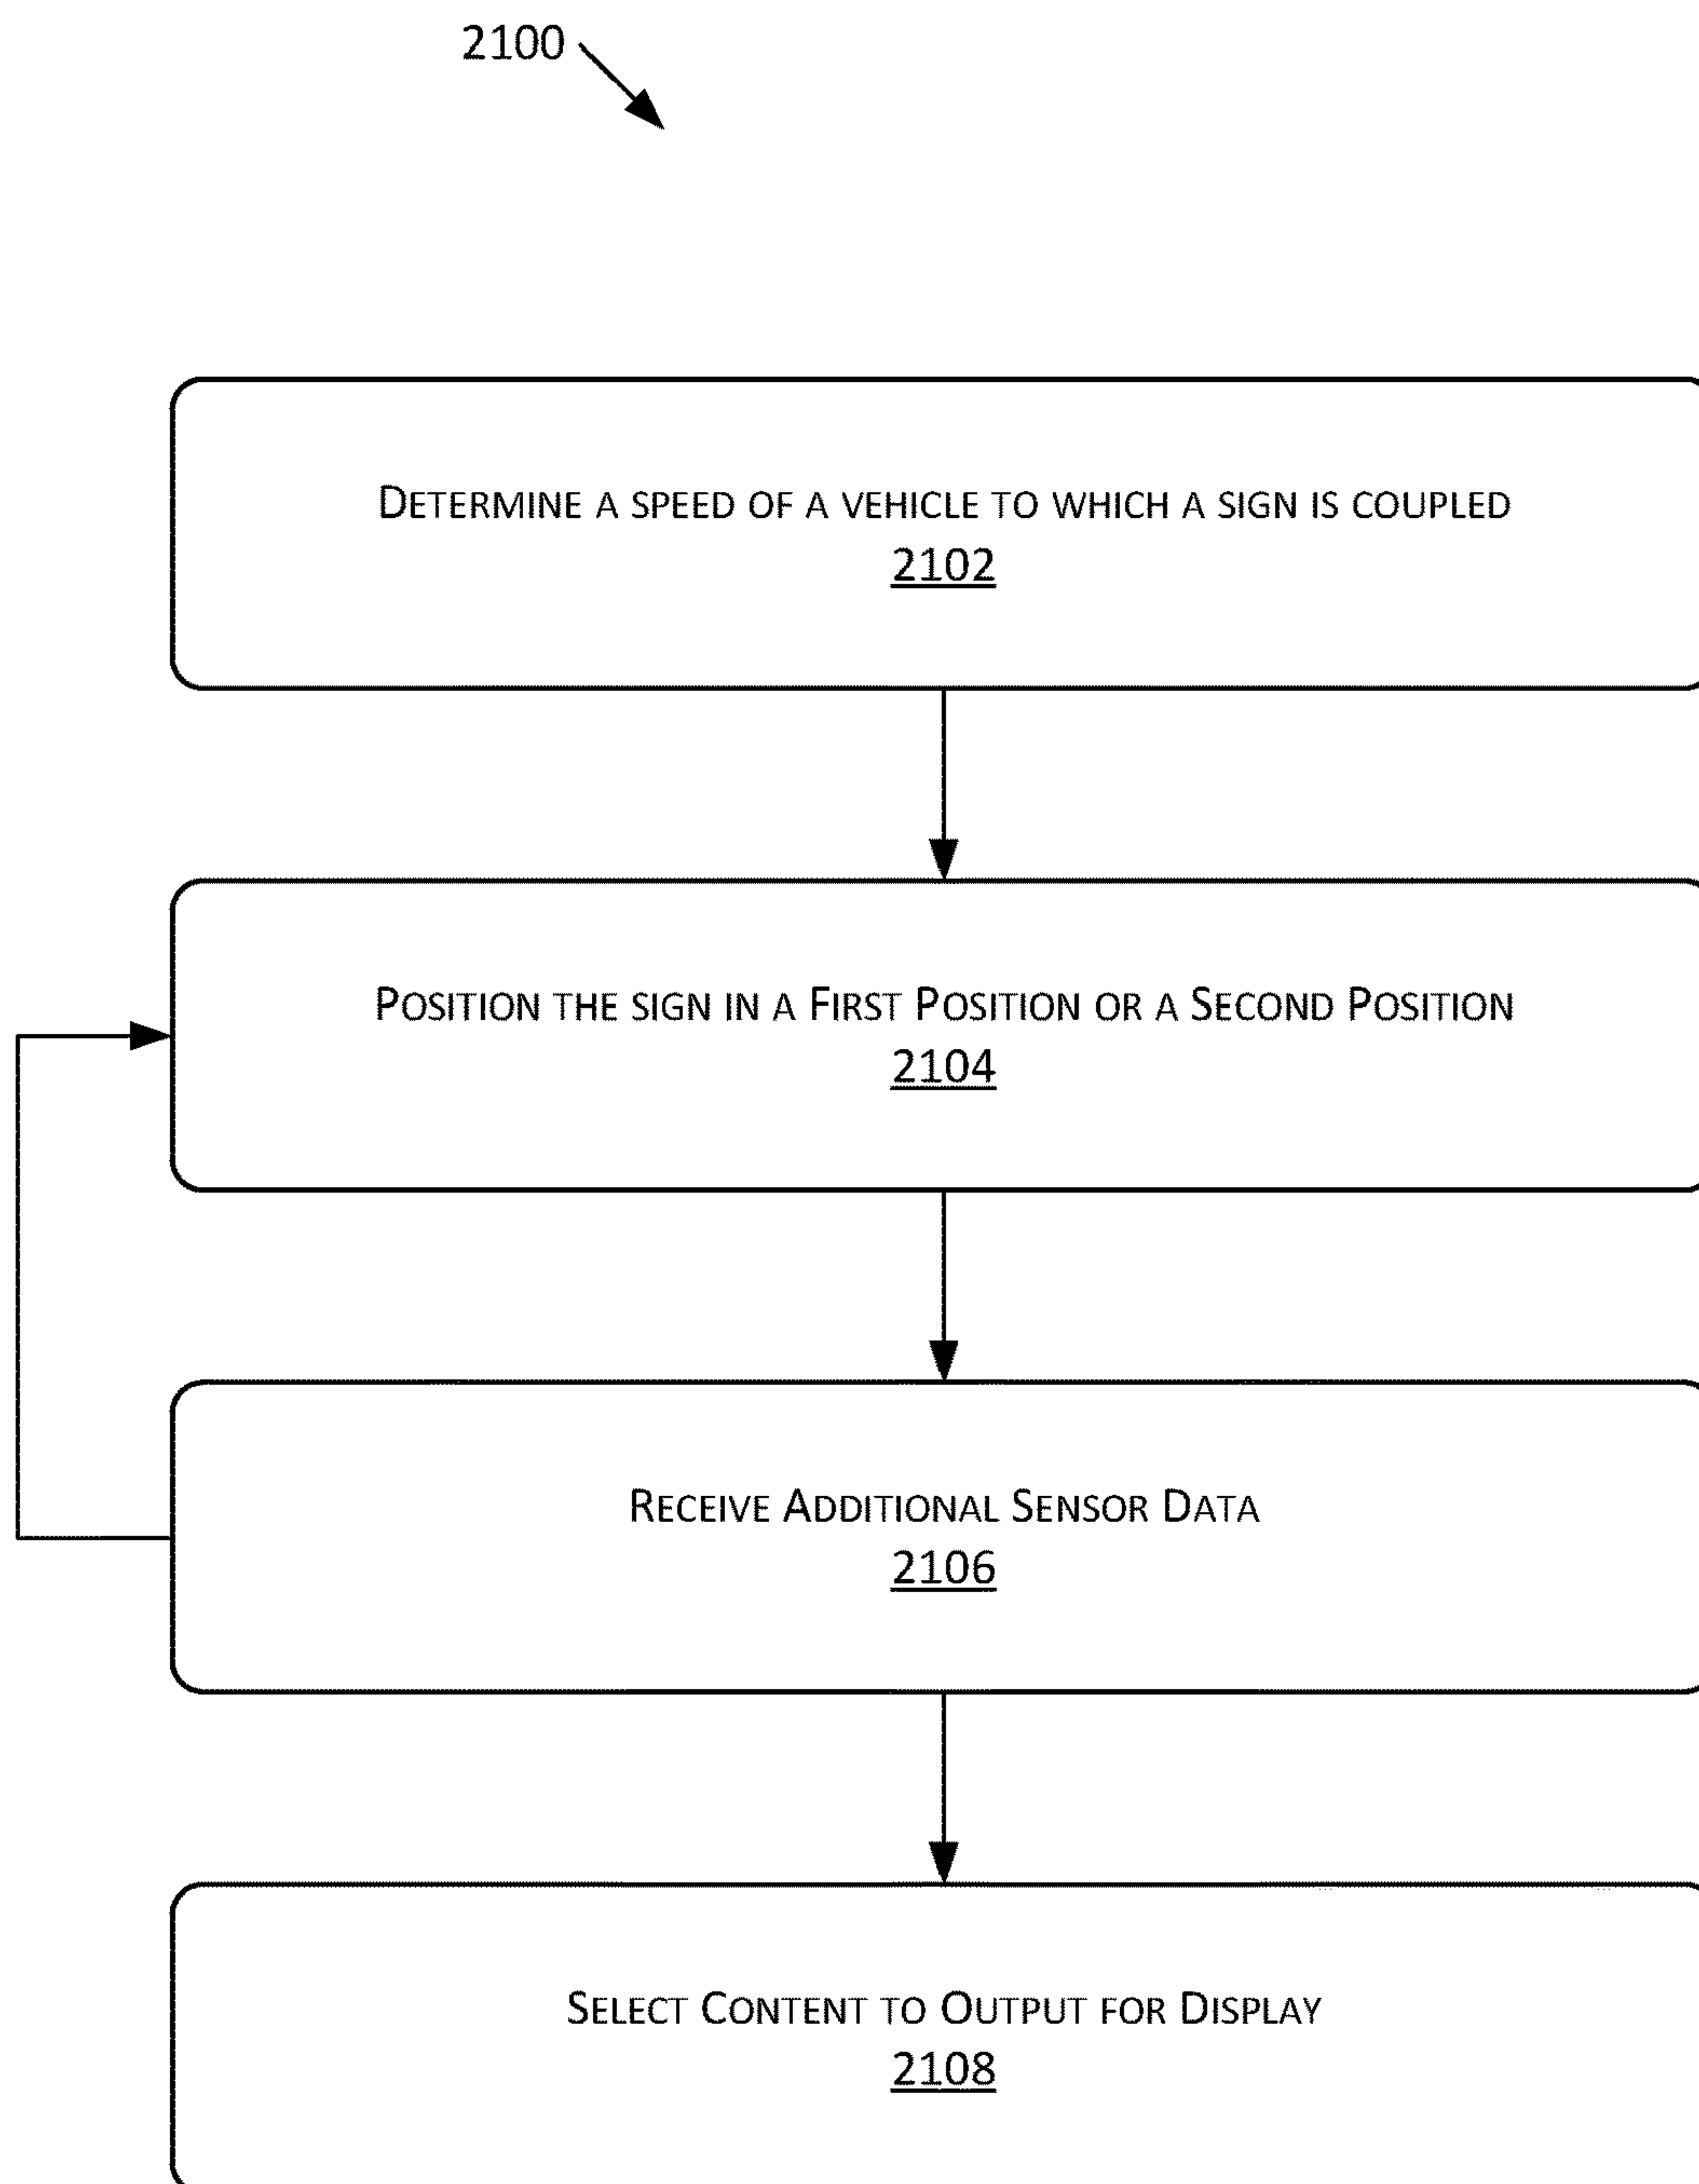 2100
Determine a speed of a vehicle to which a sign is coupled
2102
Position the sign in a First Position or a Second Position
2104
Receive Additional Sensor Data
2106
Select Content to Output for Display
2108